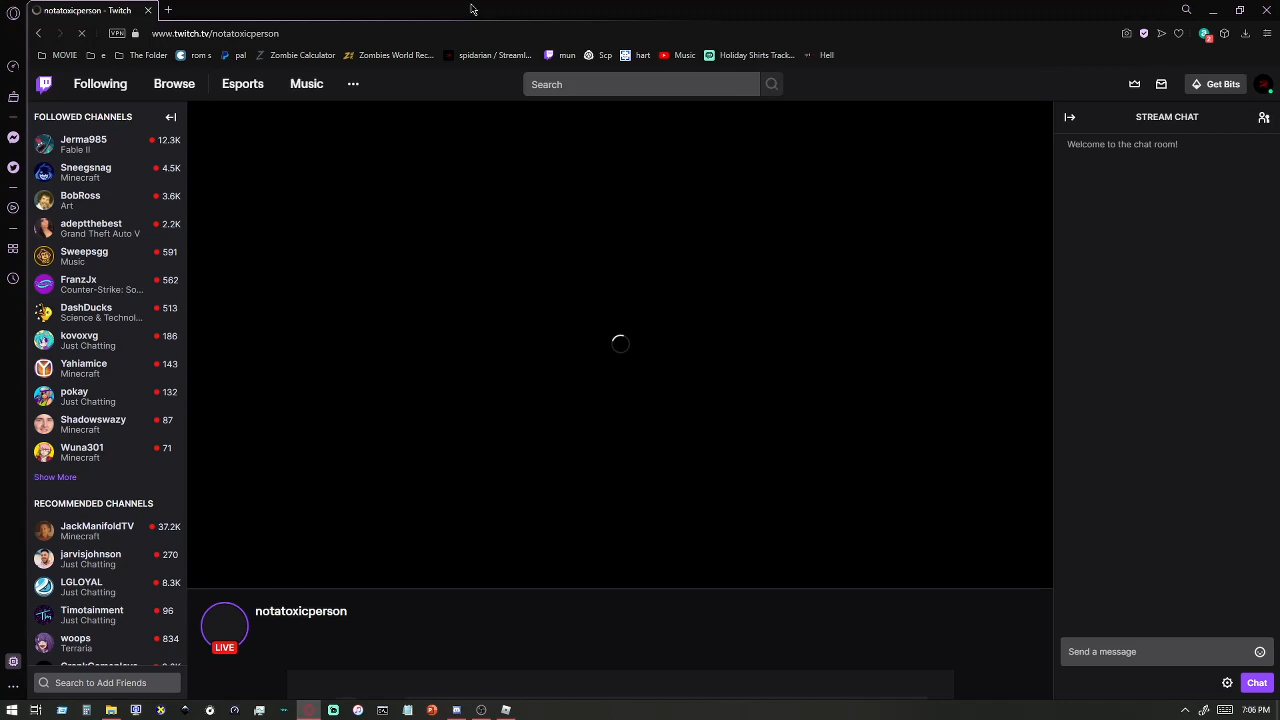 notatoxicperson - Twitch
VPN
www.twitch.tv/notatoxicperson
MOVIE
e
The Folder
rom s
pal
Zombie Calculator
Zombies World Rec...
spidarian / Streaml...
mun
Scp
hart
Music
Holiday Shirts Track...
Hell
Following
Browse
Esports
Music
Search
Get Bits
FOLLOWED CHANNELS
Jerma985
12.3K
Fable II
Sneegsnag
4.5K
Minecraft
BobRoss
3.6K
Art
adeptthebest
2.2K
Grand Theft Auto V
Sweepsgg
591
Music
FranzJx
562
Counter-Strike: So...
DashDucks
513
Science & Technol...
kovoxvg
186
Just Chatting
Yahiamice
143
Minecraft
pokay
132
Just Chatting
Shadowswazy
87
Minecraft
Wuna301
71
Minecraft
Show More
RECOMMENDED CHANNELS
JackManifoldTV
37.2K
Minecraft
jarvisjohnson
270
Just Chatting
LGLOYAL
8.3K
Just Chatting
Timotainment
96
Just Chatting
woops
834
Terraria
Search to Add Friends
notatoxicperson
LIVE
STREAM CHAT
Welcome to the chat room!
Send a message
Chat
7:06 PM